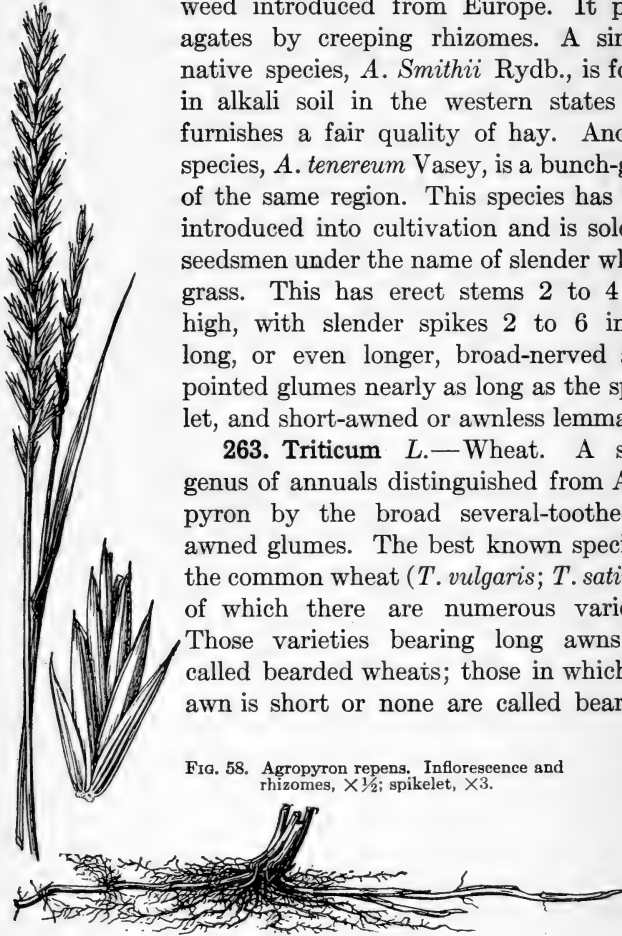 weed introduced from Europe. It p
agates by creeping rhizomes. A sim
native species, A. Smithii Rydb., is fo
in alkali soil in the western states
furnishes a fair quality of hay. Ano
species, A. tenereum Vasey, is a bunch-g
of the same region. This species has
introduced into cultivation and is sol
seedsmen under the name of slender wh
grass. This has erect stems 2 to 4
high, with slender spikes 2 to 6 in
long, or even longer, broad-nerved
pointed glumes nearly as long as the sp
let, and short-awned or awnless lemma
263. Triticum L.—Wheat. A s
genus of annuals distinguished from A
pyron by the broad several-toothe
awned glumes. The best known speci
the common wheat (T. vulgaris; T. sati
of which there are numerous varie
Those varieties bearing long awns
called bearded wheats; those in which
awn is short or none are called bear
FIG. 58. Agropyron repens. Inflorescence and
rhizomes, X½; spikelet, X3.